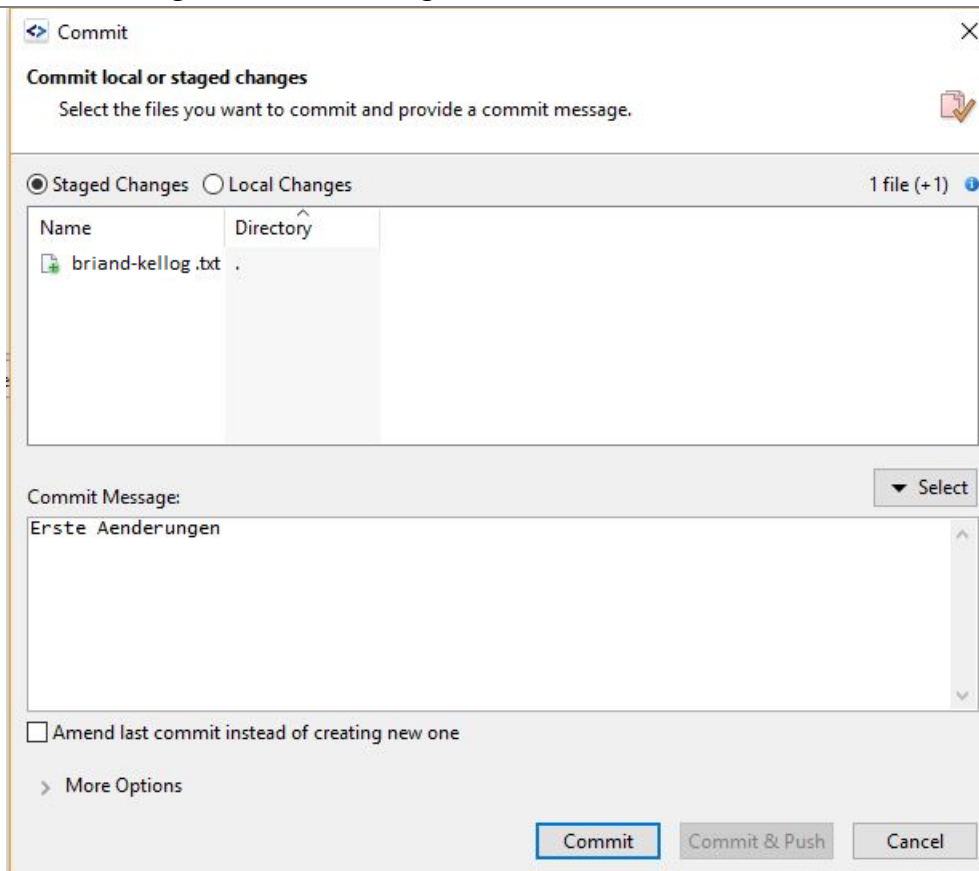 Commit
Commit local or staged changes
Select the files you want to commit and provide a commit message.
Staged Changes Local Changes 1 file (+1)
Name Directory
briand-kellog .txt .
Select
Commit Message:
Erste Aenderungen
Amend last commit instead of creating new one
More Options
Commit Commit & Push Cancel